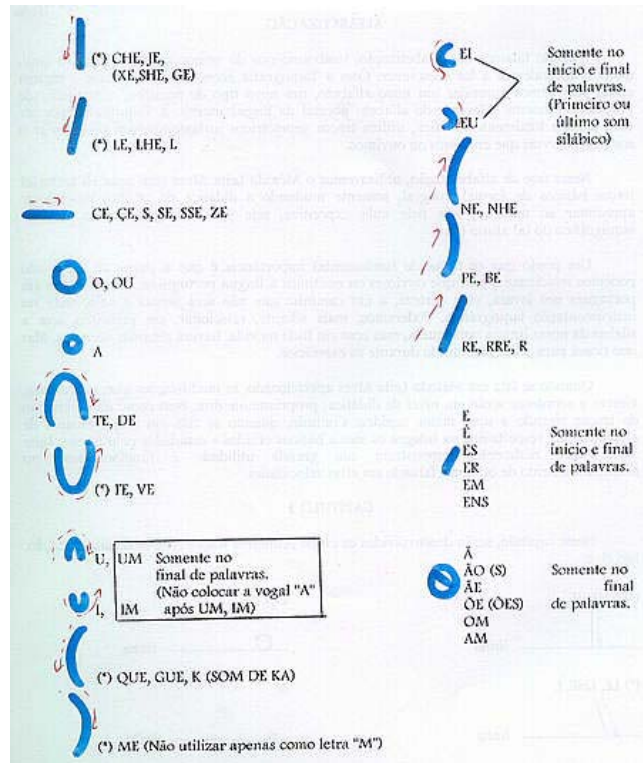 (*) CHE, JE,
(XE,SHE, GE)
(*) LE, LHE, L
CE, ÇE, S, SE, SSE, ZE
O, OU
A
TE, DE
(*) FE, VE
U, UM Somente no
final de palavras.
(Não colocar a vogal "A"
I, IM após UM, IM)
(*) QUE, GUE, K (SOM DE KA)
(*) ME (Não utilizar apenas como letra "M")
EI
EU
Somente no
início e final
de palavras.
(Primeiro ou
último som
silábico)
NE, NHE
PE, BE
RE, RRE, R
E
É
ES
ER
EM
ENS
Somente no
início e final
de palavras.
Ã
ÃO (S)
ÃE
ÕE (ÕES)
OM
AM
Somente no
final
de palavras.